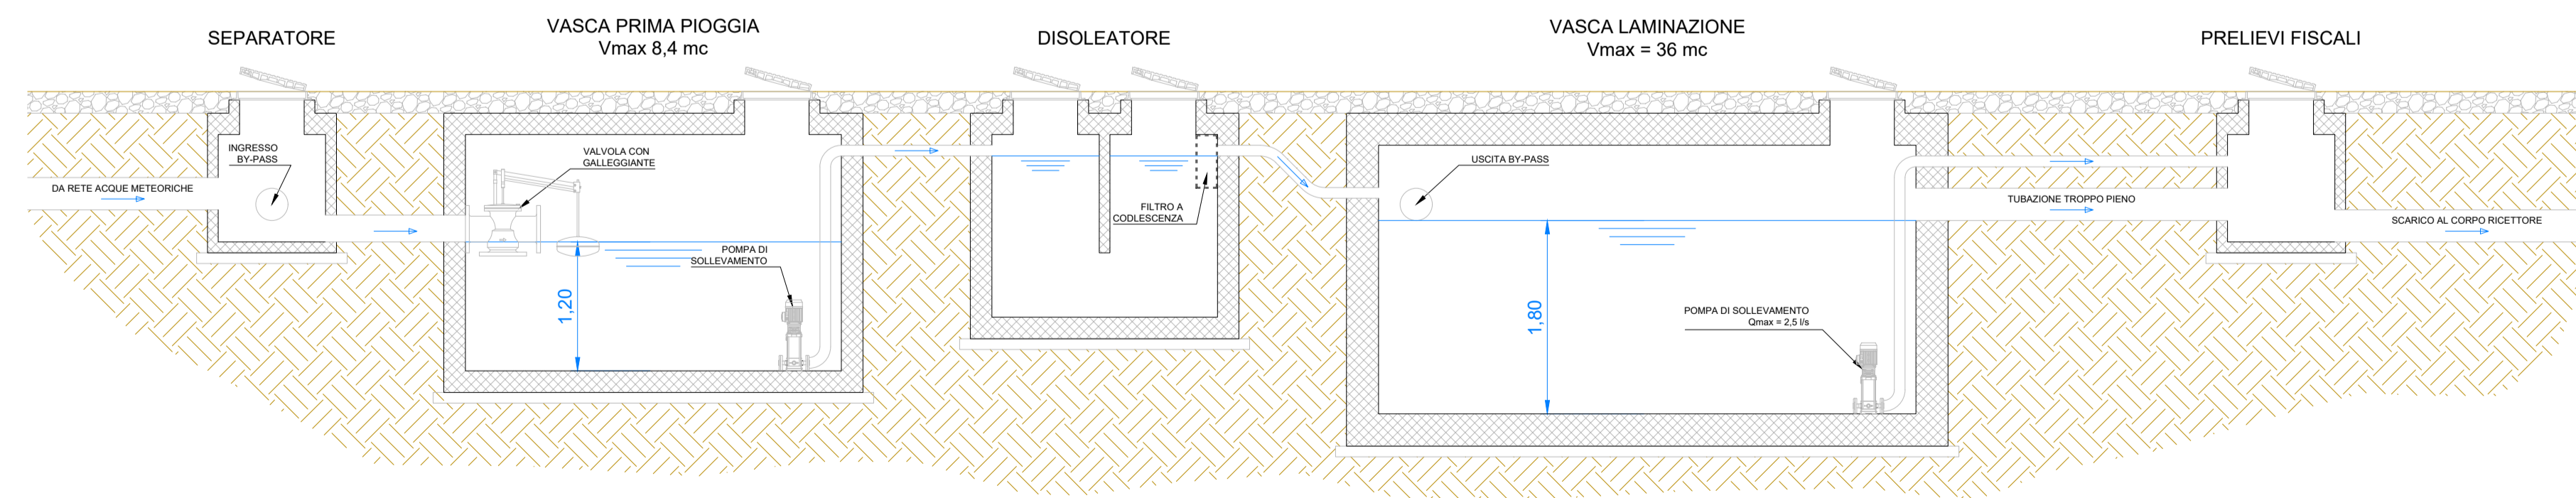 SEPARATORE
VASCA PRIMA PIOGGIA
Vmax 8,4 mc
DISOLEATORE
VASCA LAMINAZIONE
Vmax = 36 mc
PRELIEVI FISCALI
INGRESSO
BY-PASS
DA RETE ACQUE METEORICHE
VALVOLA CON
GALLEGGIANTE
POMPA DI
SOLLEVAMENTO
1,20
FILTRO A
CODLESCENZA
USCITA BY-PASS
1,80
POMPA DI SOLLEVAMENTO
Qmax = 2,5 l/s
TUBAZIONE TROPPO PIENO
SCARICO AL CORPO RICETTORE